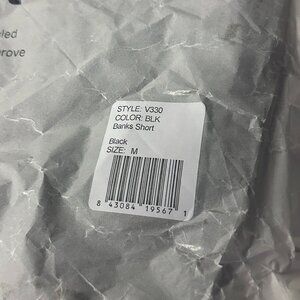 led
prove
STYLE: V330
COLOR: BLK
Banks Short
Black
SIZE: M
8 43084 19567 1